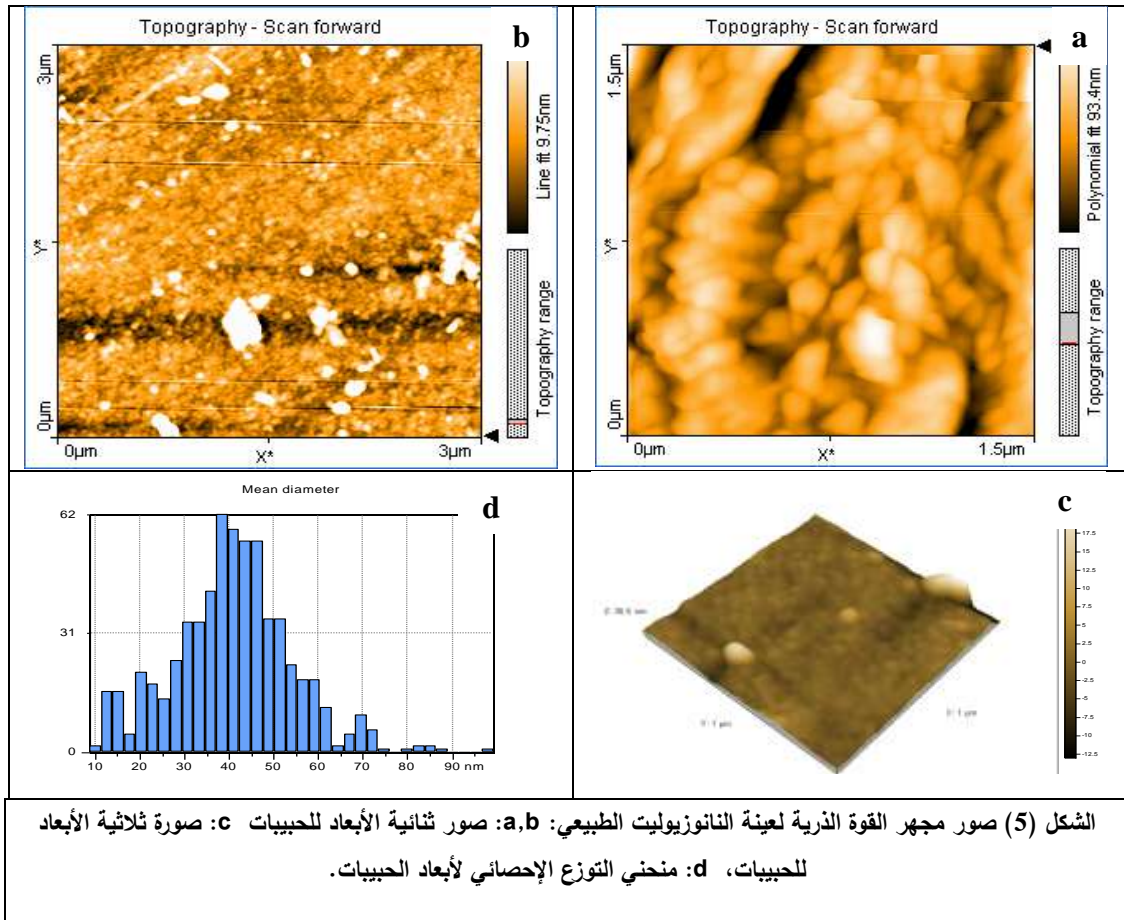 Topography - Scan forward
b
3µm
Y*
0µm
0µm
X*
3µm
Line fit 9.75nm
Topography range
Topography - Scan forward
a
1.5µm
Y*
0µm
0µm
X*
1.5µm
Polynomial fit 93.4nm
Topography range
Mean diameter
d
62
31
0
10 20 30 40 50 60 70 80 90 nm
c
17.5
15
12.5
10
7.5
5
2.5
0
-2.5
-5
-7.5
-10
-12.5
الشكل (5) صور مجهر القوة الذرية لعينة النانوزيوليت الطبيعي: a,b: صور ثنائية الأبعاد للحبيبات c: صورة ثلاثية الأبعاد
للحبيبات، d: منحني التوزع الإحصائي لأبعاد الحبيبات.